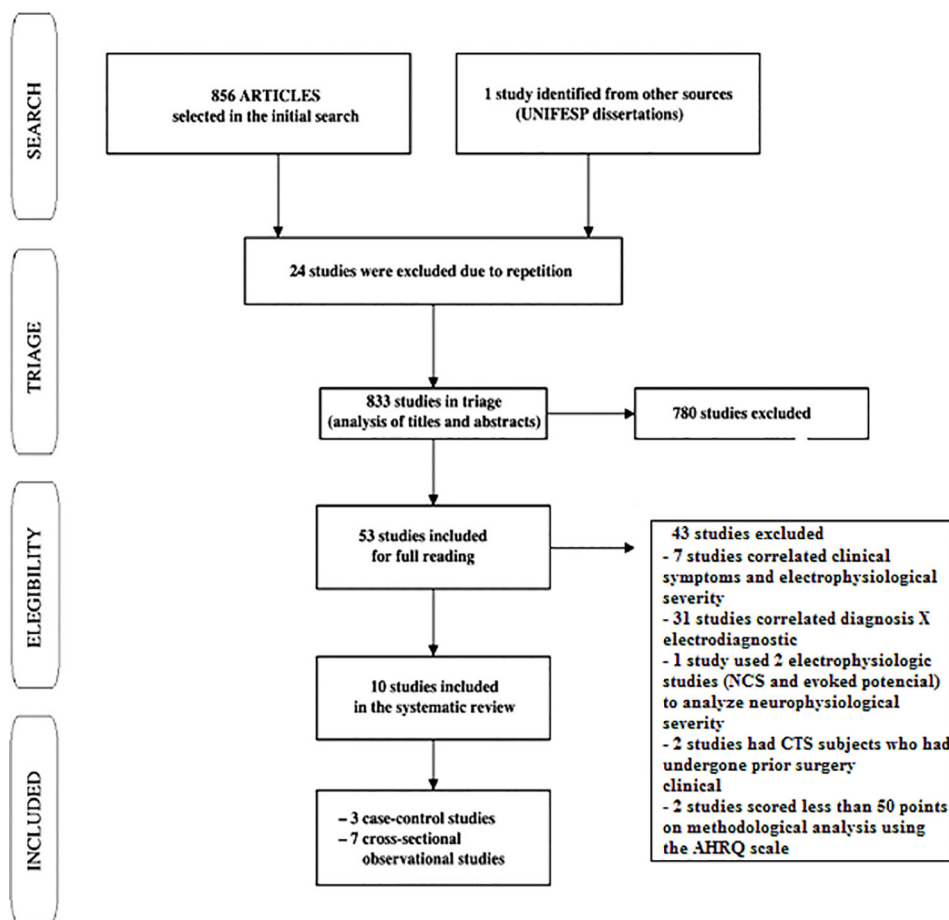 SEARCH
856 ARTICLES
selected in the initial search
1 study identified from other sources
(UNIFESP dissertations)
TRIAGE
24 studies were excluded due to repetition
833 studies in triage
(analysis of titles and abstracts)
780 studies excluded
ELEGIBILITY
53 studies included
for full reading
43 studies excluded
- 7 studies correlated clinical
symptoms and electrophysiological
severity
- 31 studies correlated diagnosis X
electrodiagnostic
- 1 study used 2 electrophysiologic
studies (NCS and evoked potencial)
to analyze neurophysiological
severity
- 2 studies had CTS subjects who had
undergone prior surgery
clinical
- 2 studies scored less than 50 points
on methodological analysis using
the AHRQ scale
10 studies included
in the systematic review
INCLUDED
– 3 case-control studies
– 7 cross-sectional
observational studies